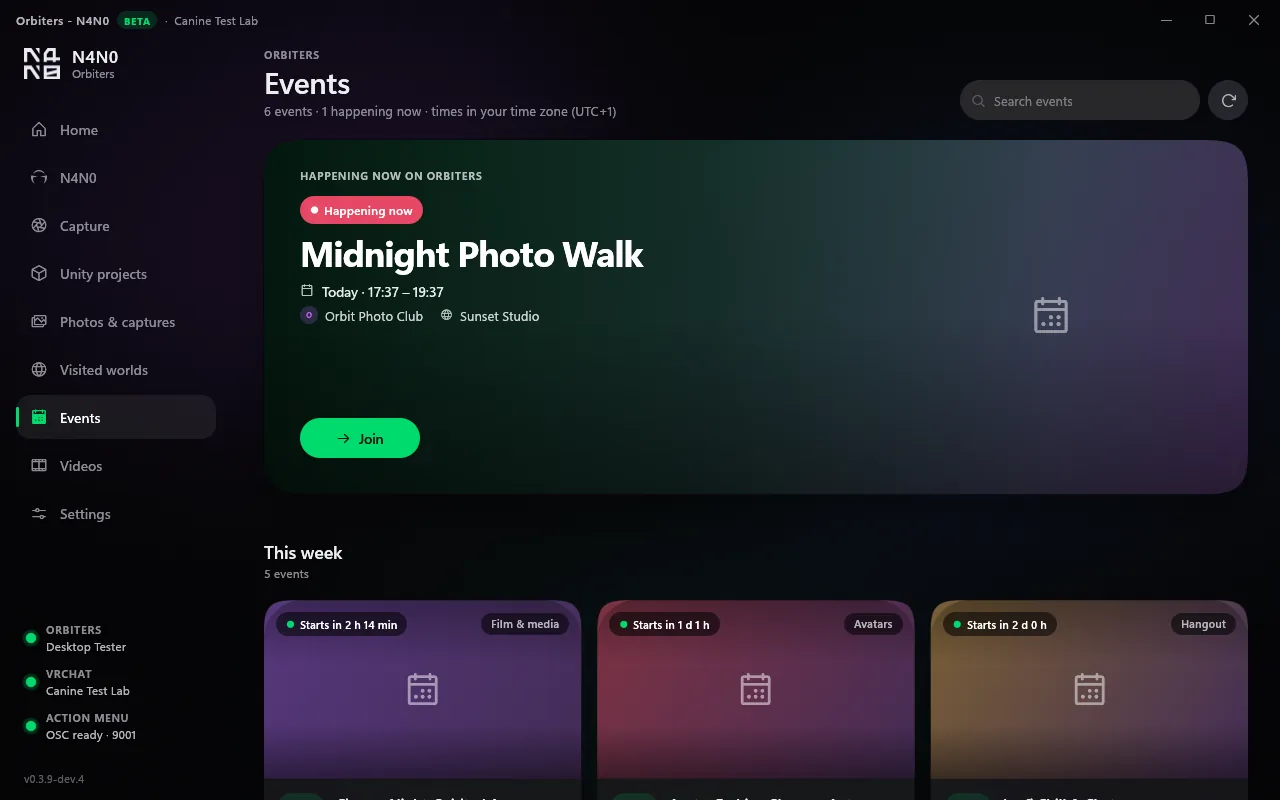 Orbiters - N4N0 BETA · Canine Test Lab
N4N0
Orbiters
Home
N4N0
Capture
Unity projects
Photos & captures
Visited worlds
Events
Videos
Settings
ORBITERS
Desktop Tester
VRCHAT
Canine Test Lab
ACTION MENU
OSC ready · 9001
v0.3.9-dev.4
ORBITERS
Events
6 events · 1 happening now · times in your time zone (UTC+1)
Search events
HAPPENING NOW ON ORBITERS
Happening now
Midnight Photo Walk
Today · 17:37 – 19:37
Orbit Photo Club Sunset Studio
Join
This week
5 events
Starts in 2 h 14 min Film & media
Starts in 1 d 1 h Avatars
Starts in 2 d 0 h Hangout